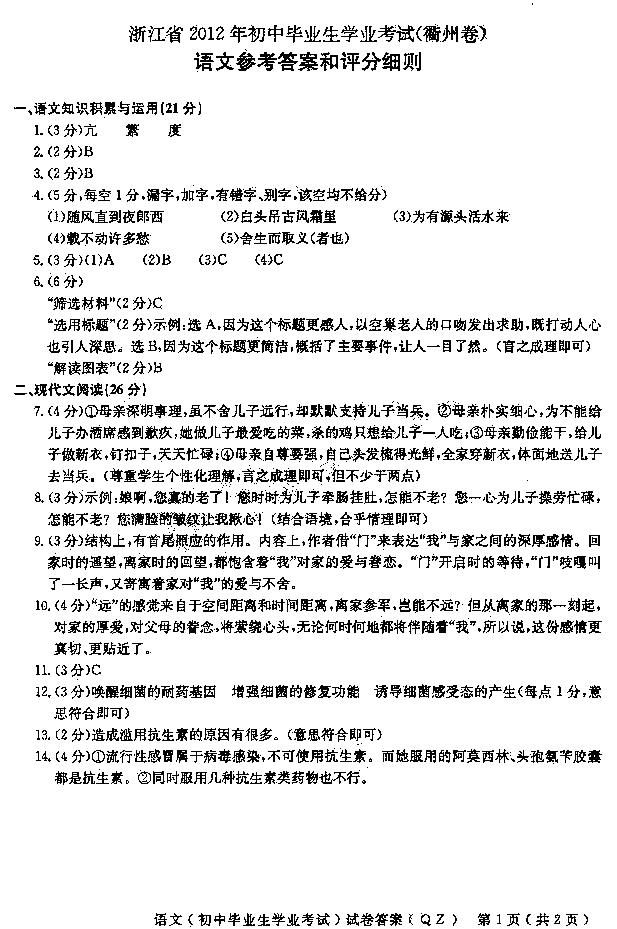 浙江省2012年初中毕业生学业考试(衢州卷)
语文参考答案和评分细则
一、语文知识积累与运用(21分)
1.(3分)亢 繁 度
2.(2分)B
3.(2分)B
4.(5分,每空1分,漏字,加字,有错字、别字,该空均不给分)
(1)随风直到夜郎西 (2)白头吊古风霜里 (3)为有源头活水来
(4)载不动许多愁 (5)舍生而取义(者也)
5.(3分)(1)A (2)B (3)C (4)C
6.(6分)
“筛选材料”(2分)C
“选用标题”(2分)示例:选A,因为这个标题更感人,以空巢老人的口吻发出求助,既打动人心
也引人深思。选B,因为这个标题更简洁,概括了主要事件,让人一目了然。(言之成理即可)
“解读图表”(2分)B
二、现代文阅读(26分)
7.(4分)①母亲深明事理,虽不舍儿子远行,却默默支持儿子当兵。②母亲朴实细心,为不能给
儿子办酒席感到歉疚,她做儿子最爱吃的菜,杀的鸡只想给儿子一人吃;③母亲勤俭能干,给儿
子做新衣,钉扣子,天天忙碌;④母亲自尊要强,自己头发梳得光鲜,全家穿新衣,体面地送儿子
去当兵。(尊重学生个性化理解,言之成理即可,但不少于两点)
8.(3分)示例:娘啊,您真的老了!您时时为儿子牵肠挂肚,怎能不老?您一心为儿子操劳忙碌,
怎能不老?您满脸的皱纹让我揪心!(结合语境,合乎情理即可)
9.(3分)结构上,有首尾照应的作用。内容上,作者借“门”来表达“我”与家之间的深厚感情。回
家时的遥望,离家时的回望,都饱含着“我”对家的爱与眷恋。“门”开启时的等待,“门”吱嘎叫
了一长声,又寄寓着家对“我”的爱与不舍。
10.(4分)“远”的感觉来自于空间距离和时间距离,离家参军,岂能不远?但从离家的那一刻起,
对家的厚爱,对父母的眷念,将萦绕心头,无论何时何地都将伴随着“我”,所以说,这份感情更
真切、更贴近了。
11.(3分)C
12.(3分)唤醒细菌的耐药基因 增强细菌的修复功能 诱导细菌感受态的产生(每点1分,意
思符合即可)
13.(2分)造成滥用抗生素的原因有很多。(意思符合即可)
14.(4分)①流行性感冒属于病毒感染,不可使用抗生素。而她服用的阿莫西林、头孢氨苄胶囊
都是抗生素。②同时服用几种抗生素类药物也不行。
语文(初中毕业生学业考试)试卷答案(QZ) 第1页(共2页)